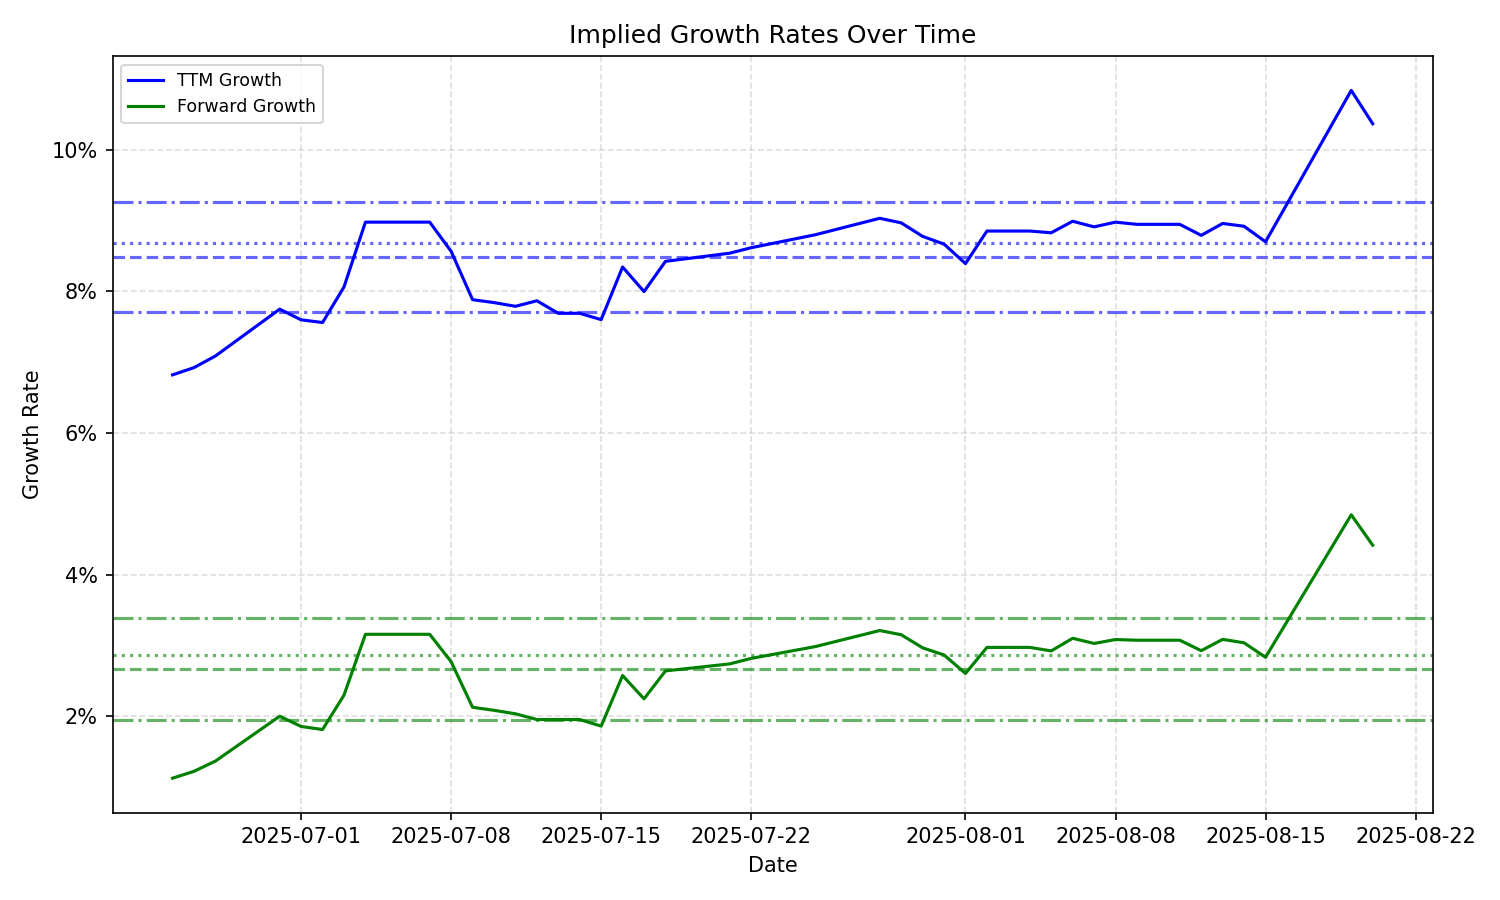 Implied Growth Rates Over Time
TTM Growth
Forward Growth
10%
8%
6%
4%
2%
Growth Rate
2025-07-01 2025-07-08 2025-07-15 2025-07-22 2025-08-01 2025-08-08 2025-08-15 2025-08-22
Date